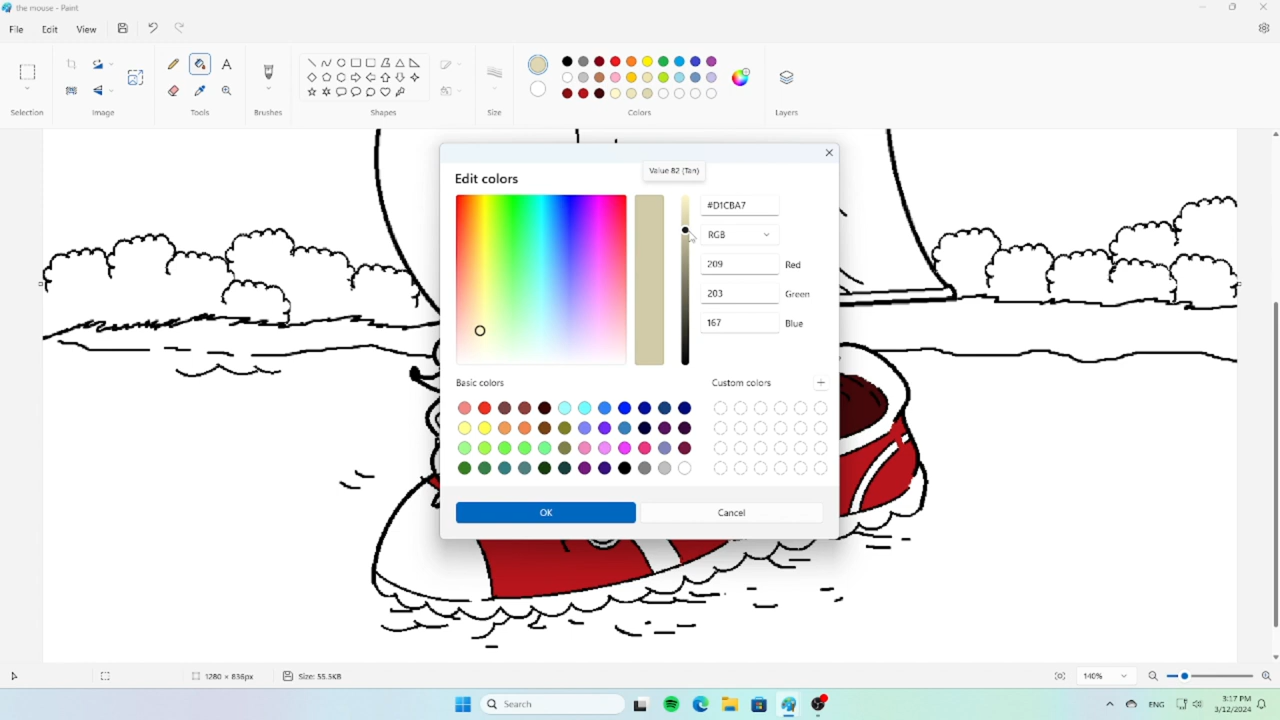 the mouse - Paint
File Edit View
Selection Image Tools Brushes Shapes Size Colors Layers
Value 82 (Tan)
Edit colors
#D1CBA7
RGB
209 Red
203 Green
167 Blue
Basic colors Custom colors
OK Cancel
1280 × 836px Size: 55.5KB 140%
Search ENG 3:17 PM
3/12/2024